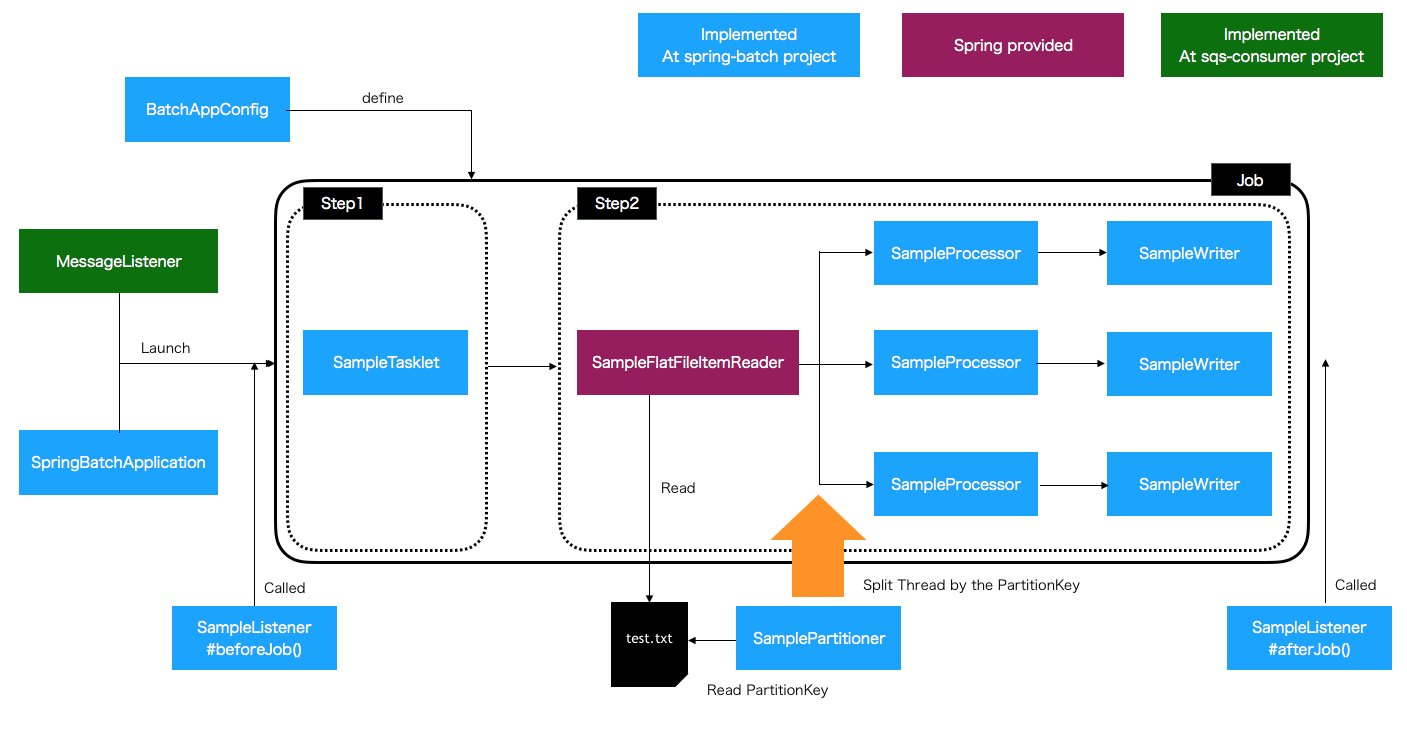 Implemented
At spring-batch project
Spring provided
Implemented
At sqs-consumer project
BatchAppConfig
define
Job
Step1
Step2
MessageListener
SampleProcessor
SampleWriter
Launch
SampleTasklet
SampleFlatFileItemReader
SampleProcessor
SampleWriter
SpringBatchApplication
Read
SampleProcessor
SampleWriter
Called
Split Thread by the PartitionKey
Called
SampleListener
#beforeJob()
test.txt
SamplePartitioner
SampleListener
#afterJob()
Read PartitionKey